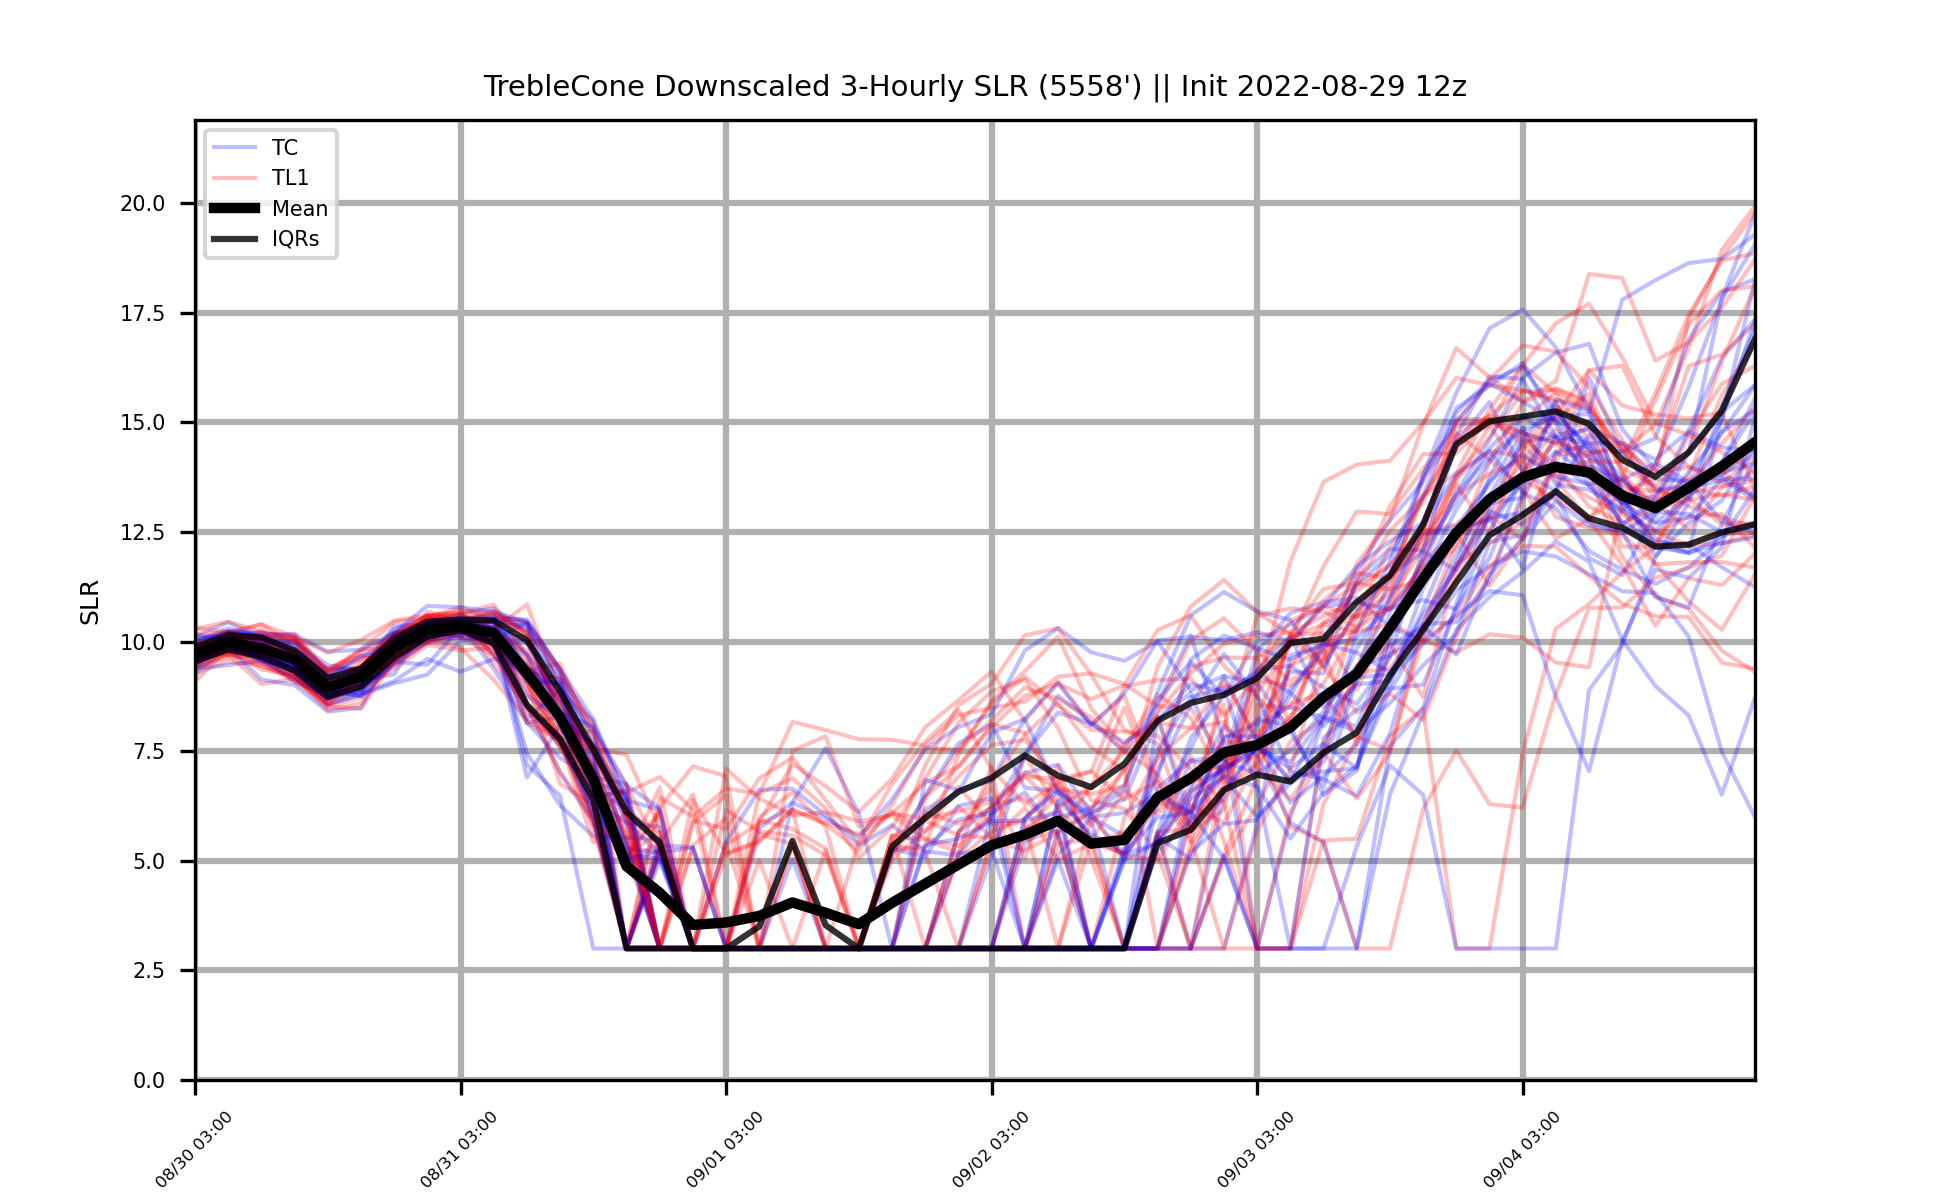 TrebleCone Downscaled 3-Hourly SLR (5558') || Init 2022-08-29 12z
TC
TL1
Mean
IQRs
20.0
17.5
15.0
12.5
10.0
7.5
5.0
2.5
0.0
SLR
08/30 03:00
08/31 03:00
09/01 03:00
09/02 03:00
09/03 03:00
09/04 03:00